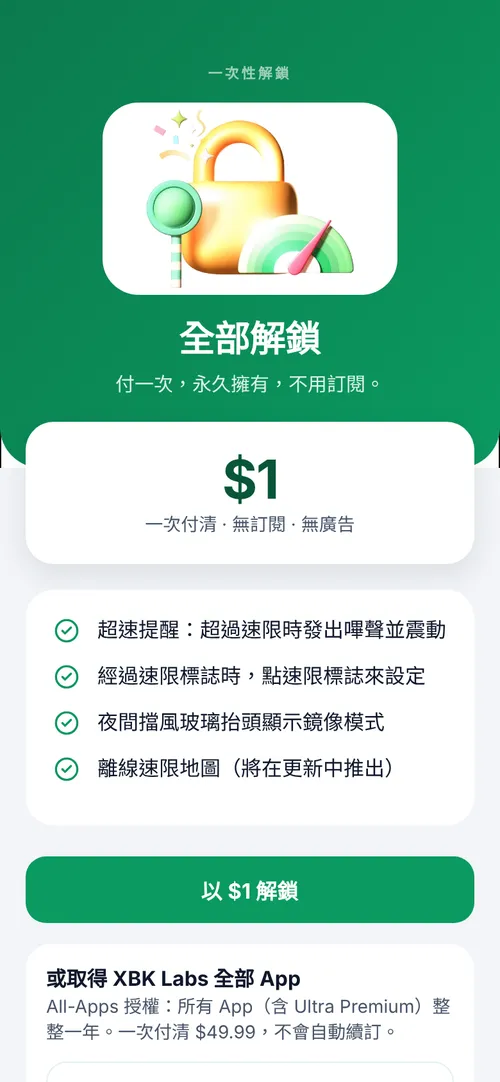 一次性解鎖
全部解鎖
付一次，永久擁有，不用訂閱。
$1
一次付清 · 無訂閱 · 無廣告
超速提醒：超過速限時發出嗶聲並震動
經過速限標誌時，點速限標誌來設定
夜間擋風玻璃抬頭顯示鏡像模式
離線速限地圖（將在更新中推出）
以 $1 解鎖
或取得 XBK Labs 全部 App
All-Apps 授權：所有 App（含 Ultra Premium）整
整一年。一次付清 $49.99，不會自動續訂。